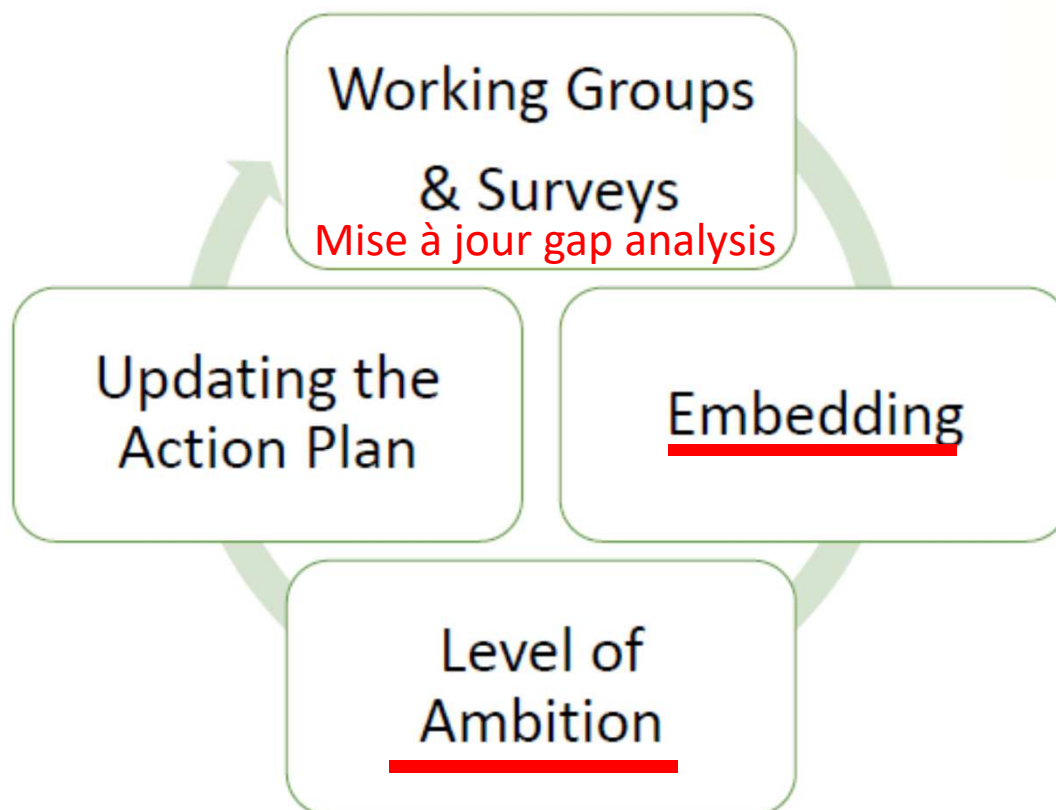 Working Groups
& Surveys
Mise à jour gap analysis
Updating the
Action Plan
Embedding
Level of
Ambition